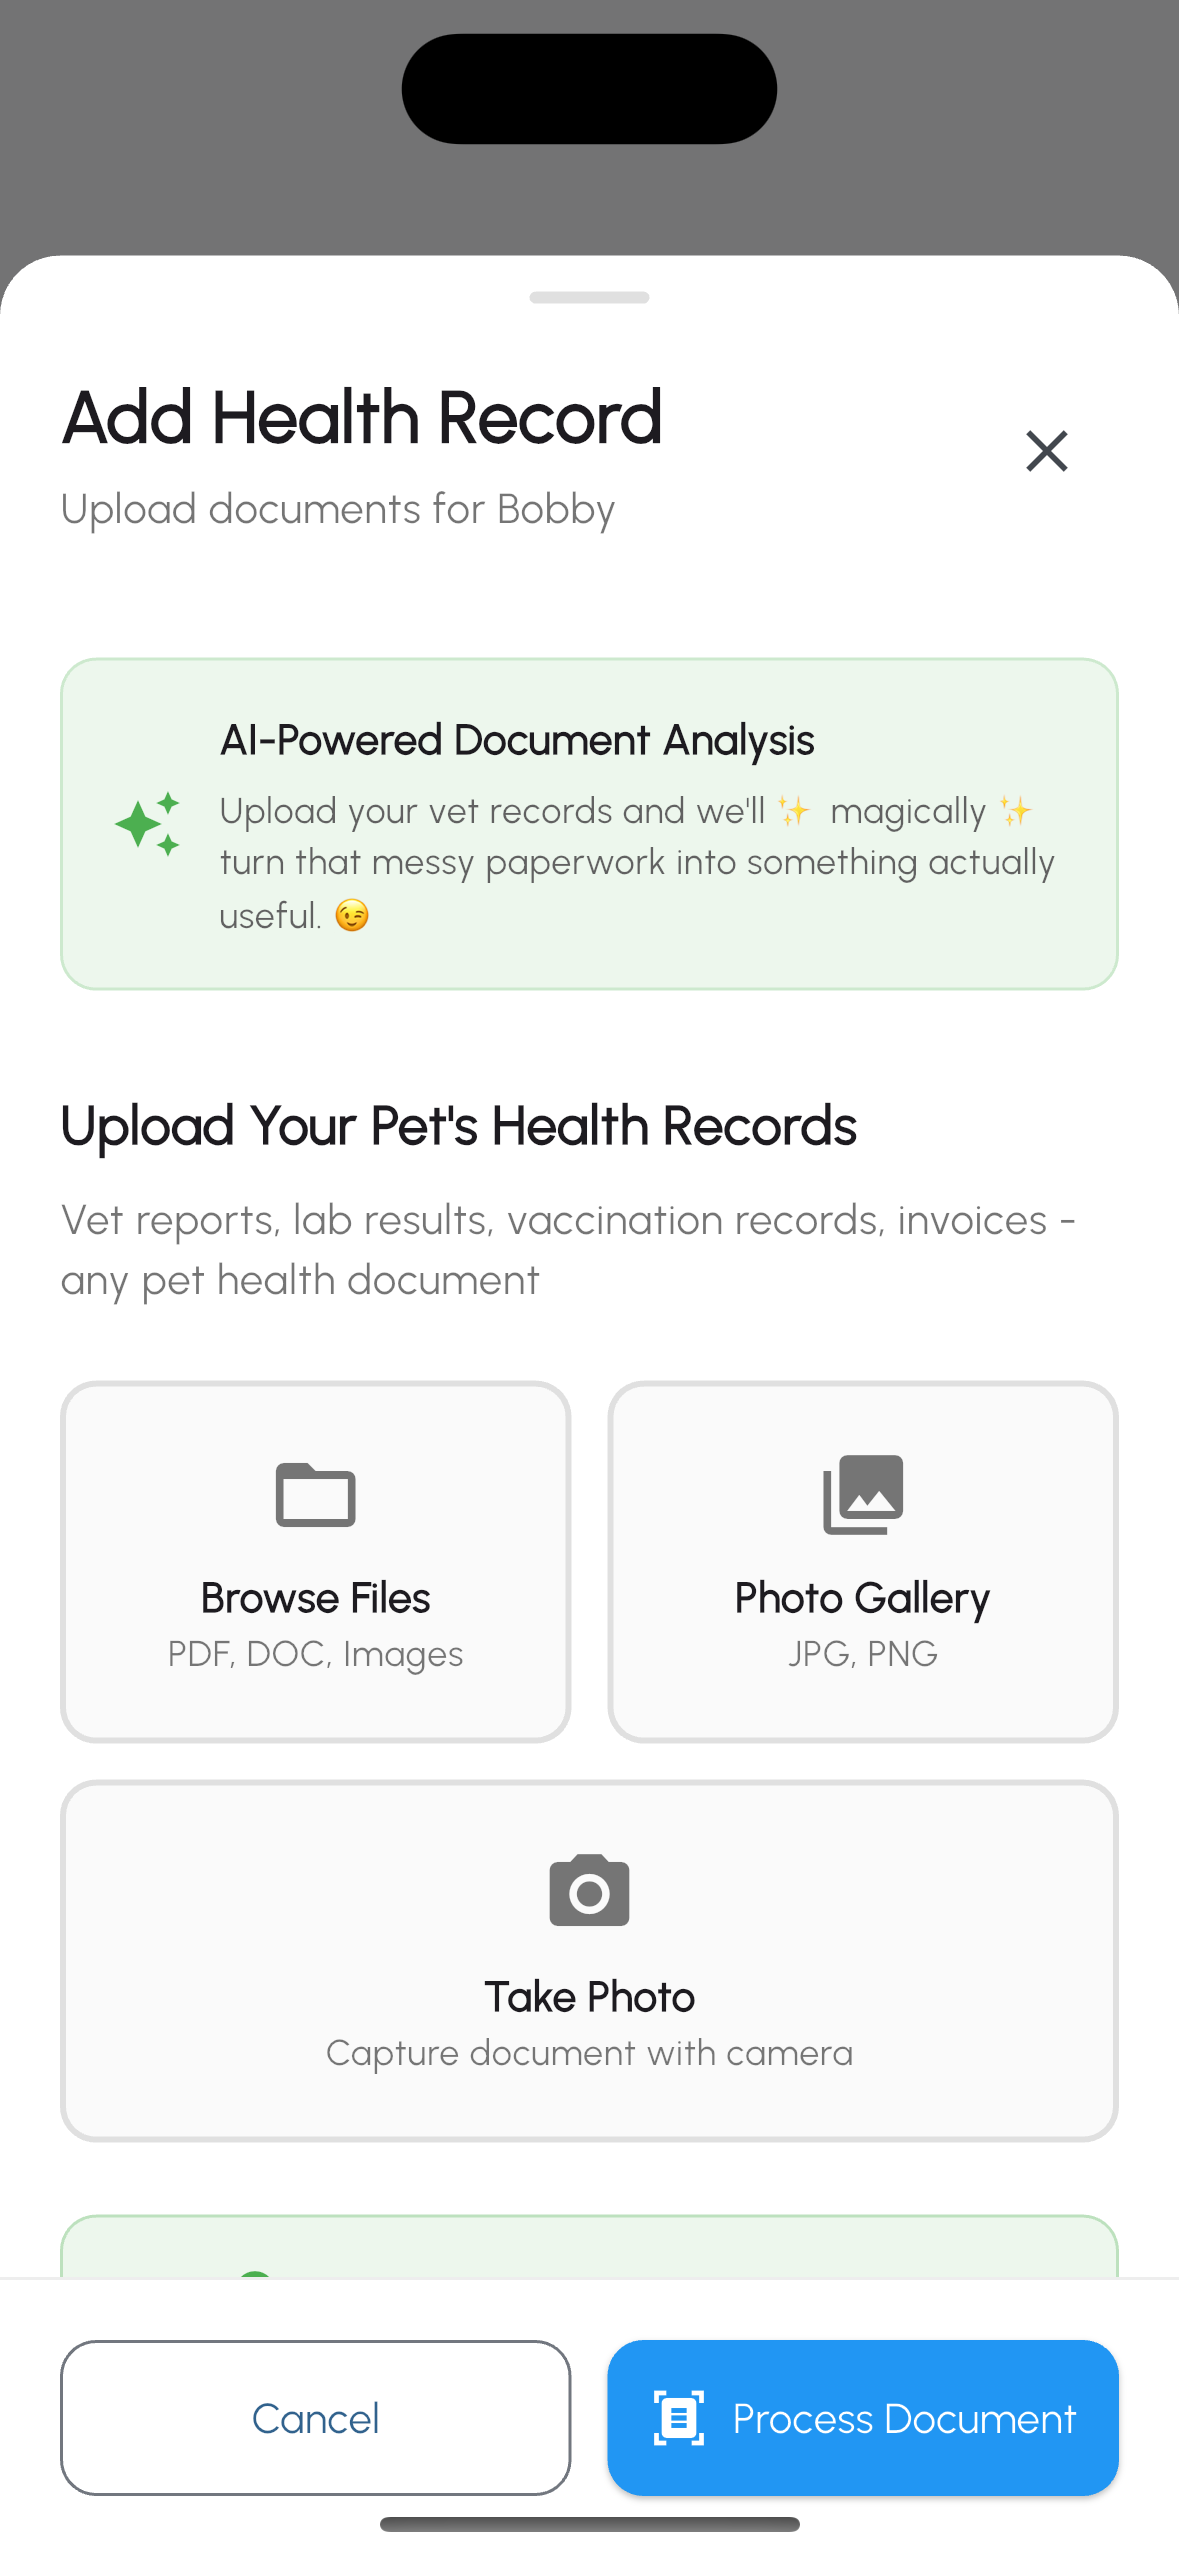 Add Health Record
Upload documents for Bobby
AI-Powered Document Analysis
Upload your vet records and we'll ✨ magically ✨
turn that messy paperwork into something actually
useful. 😉
Upload Your Pet's Health Records
Vet reports, lab results, vaccination records, invoices -
any pet health document
Browse Files
PDF, DOC, Images
Photo Gallery
JPG, PNG
Take Photo
Capture document with camera
Cancel
Process Document